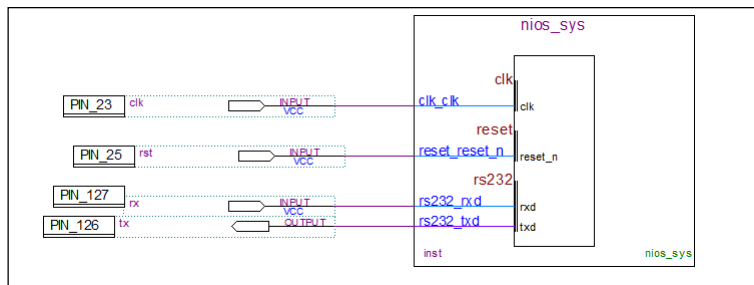 nios_sys
clk
PIN_23 clk INPUT VCC clk_clk clk
reset
PIN_25 rst INPUT VCC reset_reset_n reset_n
rs232
PIN_127 rx INPUT VCC rs232_rxd rxd
PIN_126 tx OUTPUT rs232_txd txd
inst nios_sys